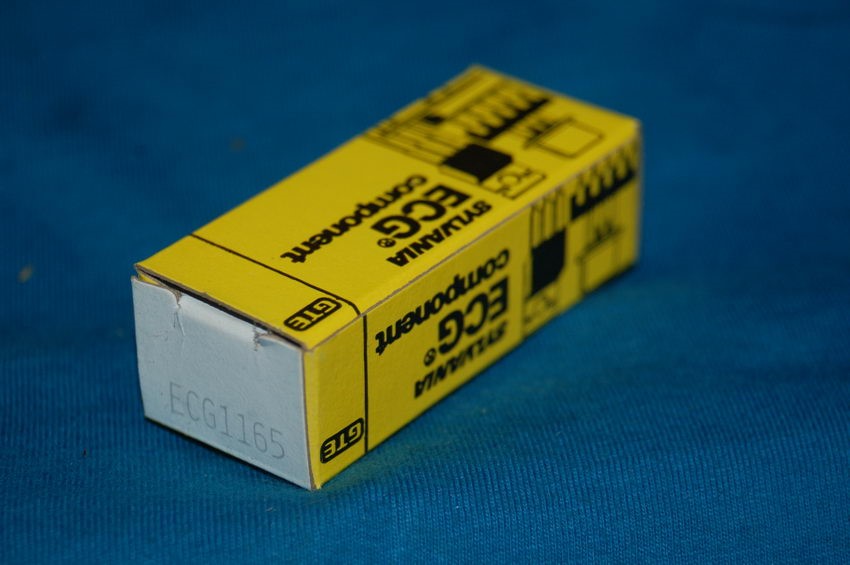 SYLVANIA
ECG®
component
GTE
SYLVANIA
ECG®
component
GTE
ECG1165